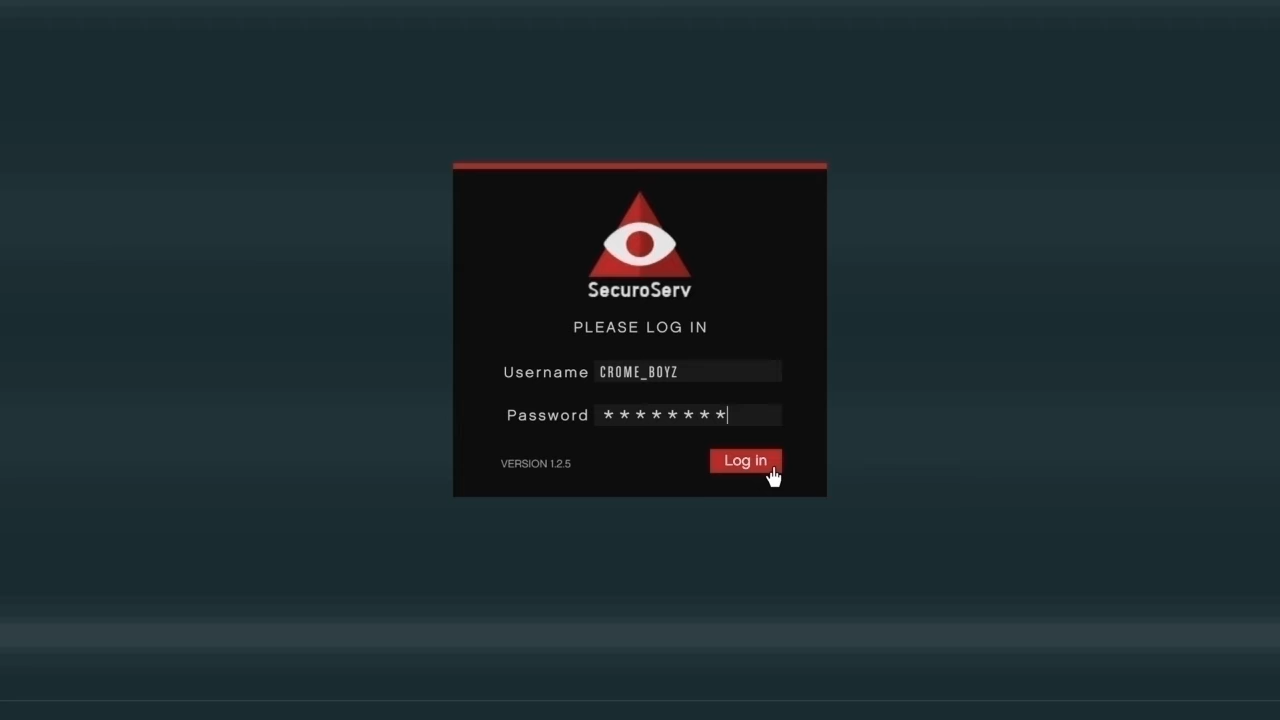 SecuroServ
PLEASE LOG IN
Username CROME_BOYZ
Password ********
VERSION 1.2.5 Log in